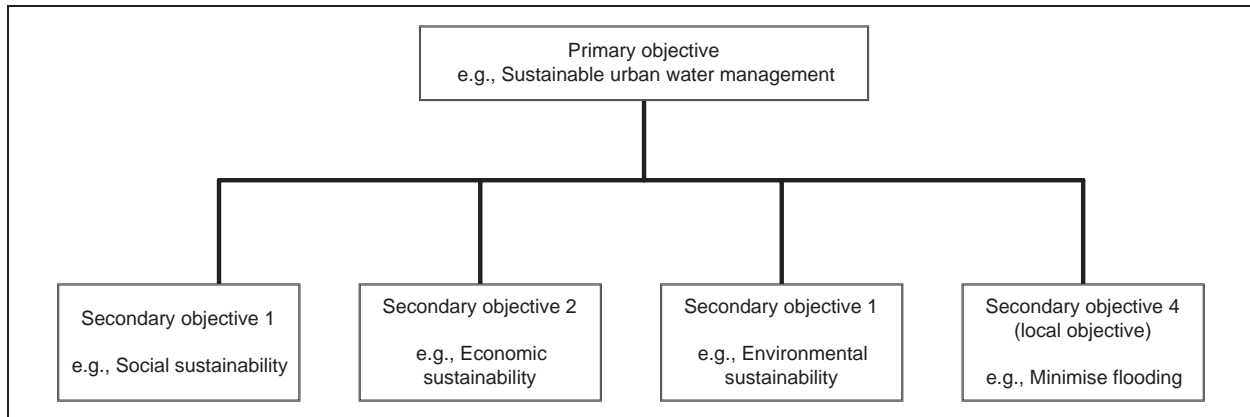 Primary objective
e.g., Sustainable urban water management
Secondary objective 1
e.g., Social sustainability
Secondary objective 2
e.g., Economic
sustainability
Secondary objective 1
e.g., Environmental
sustainability
Secondary objective 4
(local objective)
e.g., Minimise flooding